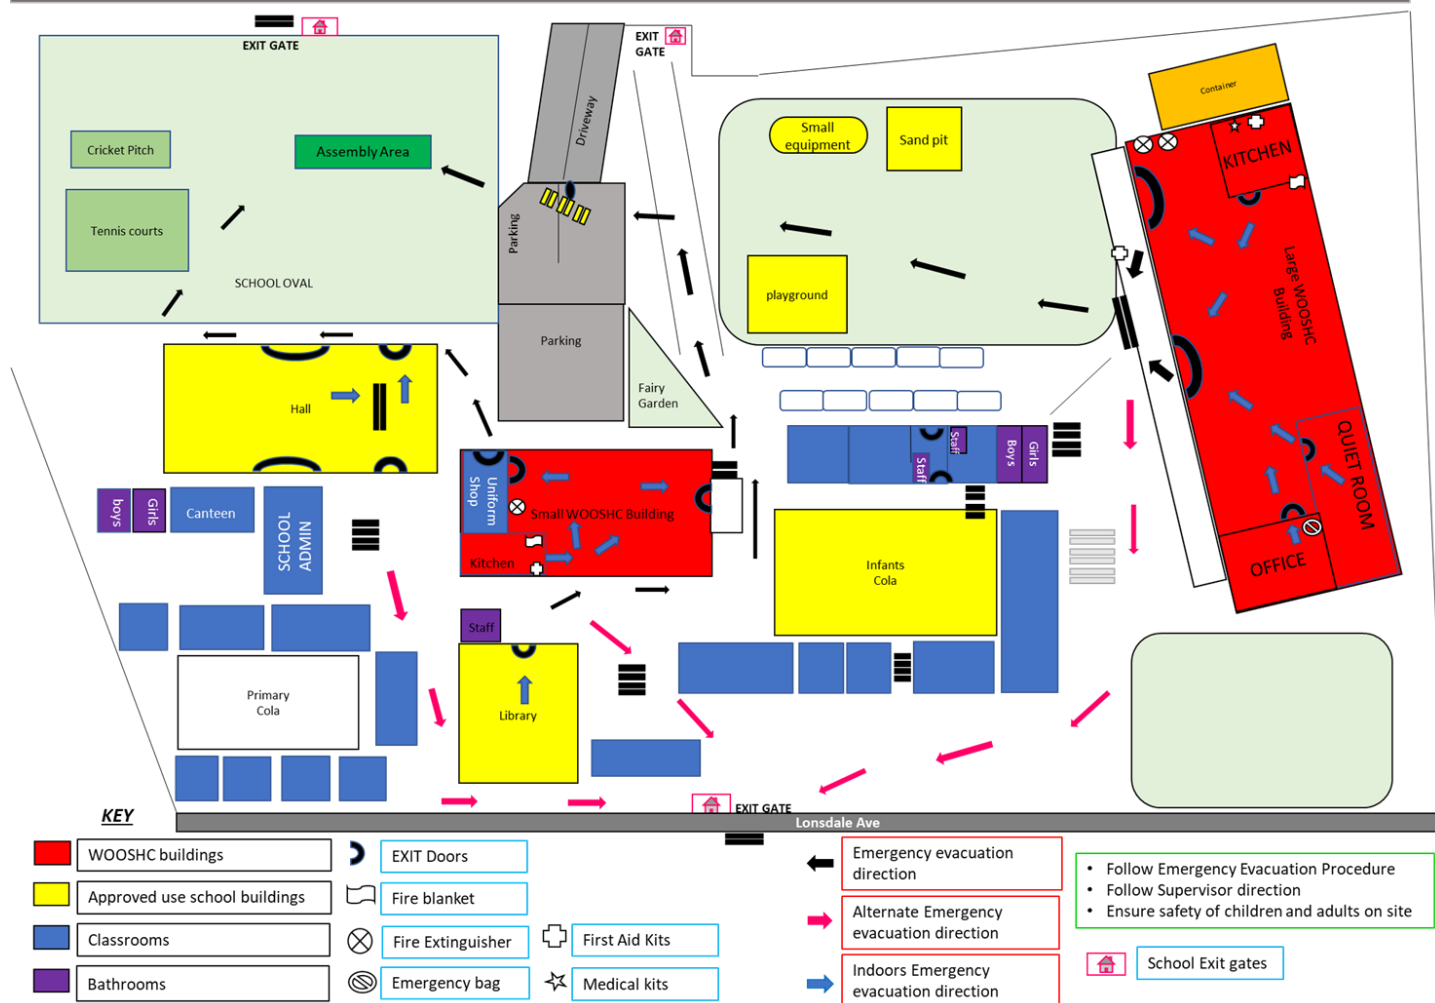 EXIT GATE
EXIT
GATE
Driveway
Container
Cricket Pitch
Assembly Area
Small
equipment
Sand pit
KITCHEN
Tennis courts
Parking
SCHOOL OVAL
playground
Large WOOSHC
Building
Parking
Fairy
Garden
Hall
Staff
Staff
Boys
Girls
QUIET ROOM
boys
Girls
Canteen
SCHOOL
ADMIN
Uniform
Shop
Small WOOSHC Building
Kitchen
Infants
Cola
OFFICE
Staff
Primary
Cola
Library
EXIT GATE
Lonsdale Ave
KEY
WOOSHC buildings
Approved use school buildings
Classrooms
Bathrooms
EXIT Doors
Fire blanket
Fire Extinguisher
Emergency bag
First Aid Kits
Medical kits
Emergency evacuation
direction
Alternate Emergency
evacuation direction
Indoors Emergency
evacuation direction
• Follow Emergency Evacuation Procedure
• Follow Supervisor direction
• Ensure safety of children and adults on site
School Exit gates